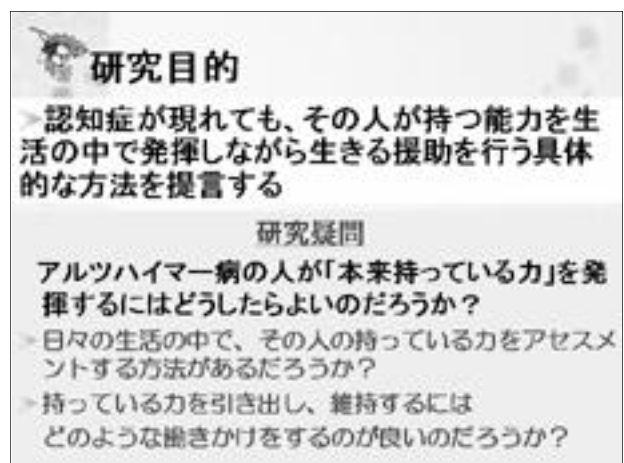 研究目的
認知症が現れても、その人が持つ能力を生
活の中で発揮しながら生きる援助を行う具体
的な方法を提言する
研究疑問
アルツハイマー病の人が「本来持っている力」を発
揮するにはどうしたらよいのだろうか？
日々の生活の中で、その人の持っている力をアセスメ
ントする方法があるだろうか？
持っている力を引き出し、維持するには
どのような働きかけをするのが良いのだろうか？